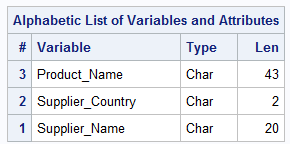 Alphabetic List of Variables and Attributes
# Variable Type Len
3 Product_Name Char 43
2 Supplier_Country Char 2
1 Supplier_Name Char 20